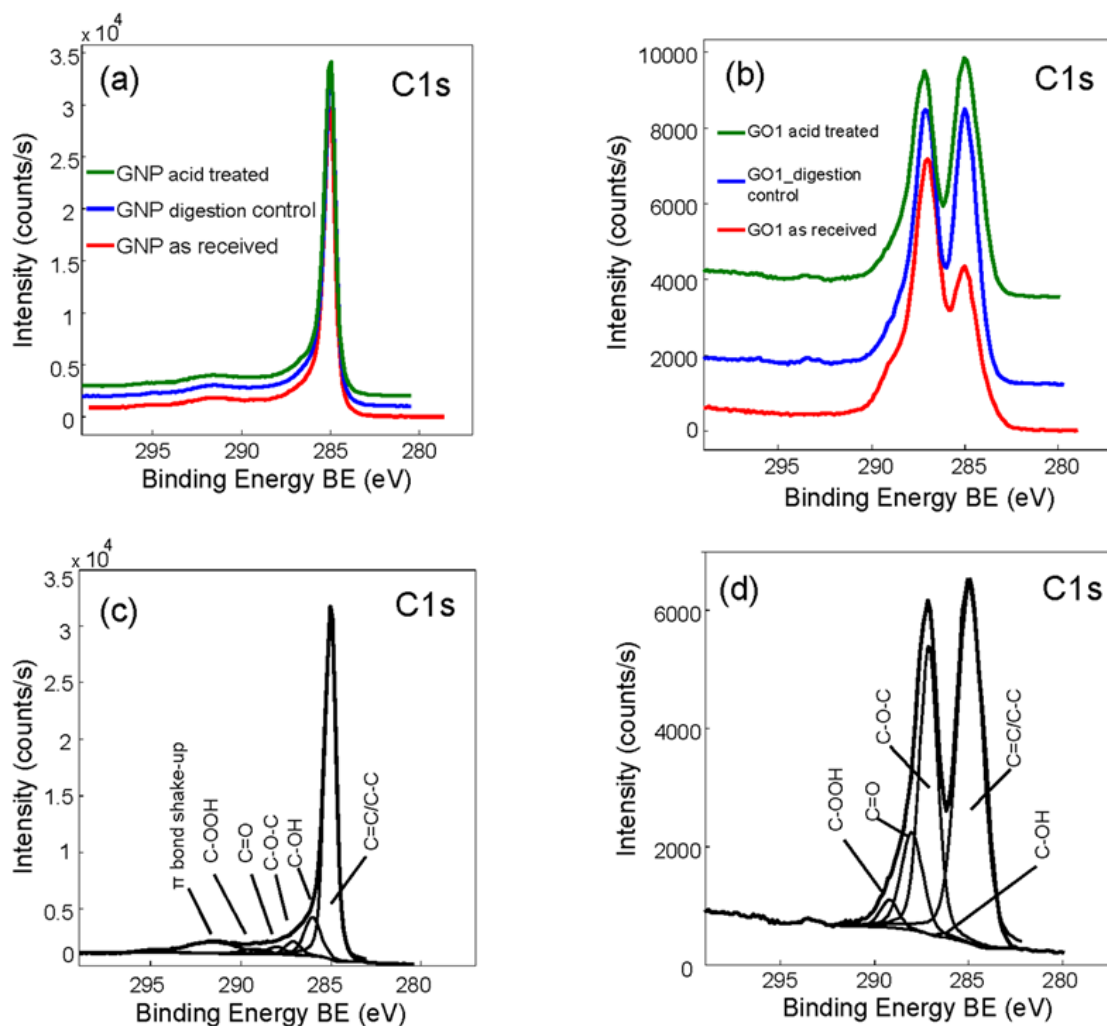 x 10⁴
3.5
3
2.5
2
1.5
1
0.5
0
(a)
C1s
GNP acid treated
GNP digestion control
GNP as received
Intensity (counts/s)
295 290 285 280
Binding Energy BE (eV)
10000
8000
6000
4000
2000
0
(b)
C1s
GO1 acid treated
GO1_digestion
control
GO1 as received
Intensity (counts/s)
295 290 285 280
Binding Energy BE (eV)
x 10⁴
3.5
3
2.5
2
1.5
1
0.5
0
(c)
C1s
π bond shake-up
C-OOH
C=O
C-O-C
C-OH
C=C/C-C
Intensity (counts/s)
295 290 285 280
Binding Energy BE (eV)
6000
4000
2000
0
(d)
C1s
C-OOH
C=O
C-O-C
C=C/C-C
C-OH
Intensity (counts/s)
295 290 285 280
Binding Energy BE (eV)